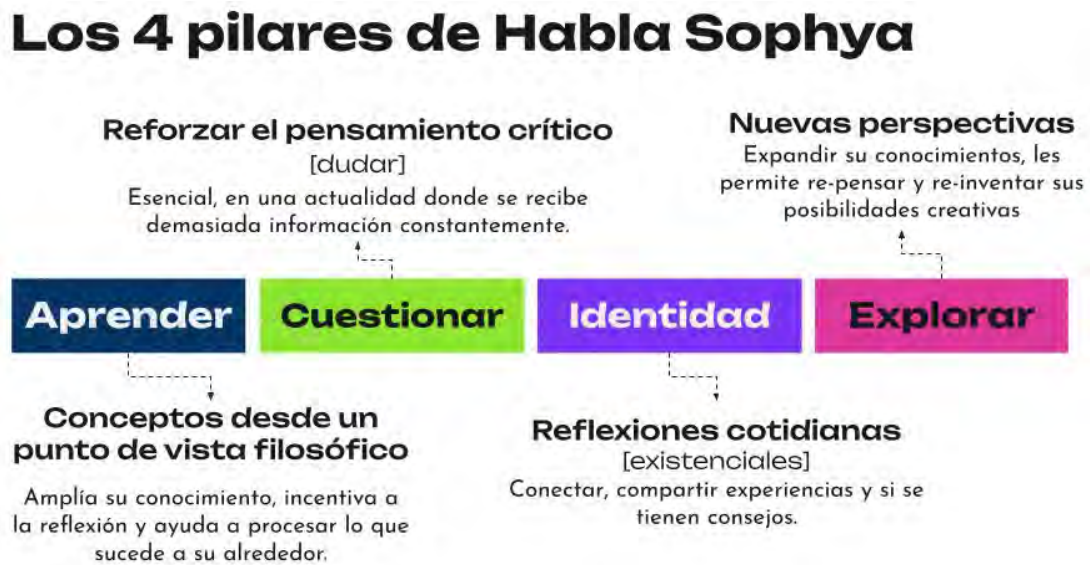 Los 4 pilares de Habla Sophya
Reforzar el pensamiento crítico
[dudar]
Esencial, en una actualidad donde se recibe
demasiada información constantemente.
Nuevas perspectivas
Expandir su conocimientos, les
permite re-pensar y re-inventar sus
posibilidades creativas
Aprender
Cuestionar
Identidad
Explorar
Conceptos desde un
punto de vista filosófico
Amplía su conocimiento, incentiva a
la reflexión y ayuda a procesar lo que
sucede a su alrededor.
Reflexiones cotidianas
[existenciales]
Conectar, compartir experiencias y si se
tienen consejos.